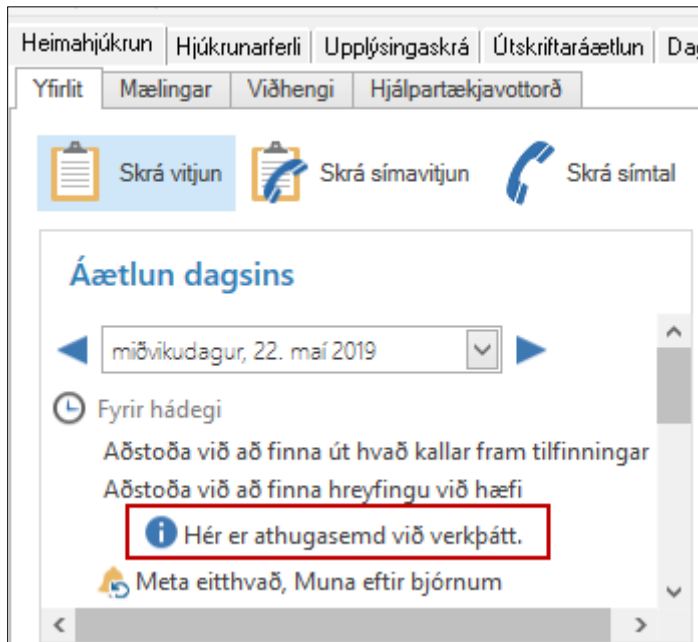 Heimahjúkrun Hjúkrunarferli Upplýsingaskrá Útskriftaráætlun Dag
Yfirlit Mælingar Viðhengi Hjálpartækjavottorð
Skrá vitjun Skrá símavitjun Skrá símtal
Áætlun dagsins
miðvikudagur, 22. maí 2019
Fyrir hádegi
Aðstoða við að finna út hvað kallar fram tilfinningar
Aðstoða við að finna hreyfingu við hæfi
Hér er athugasemd við verkþátt.
Meta eitthvað, Muna eftir bjórnum